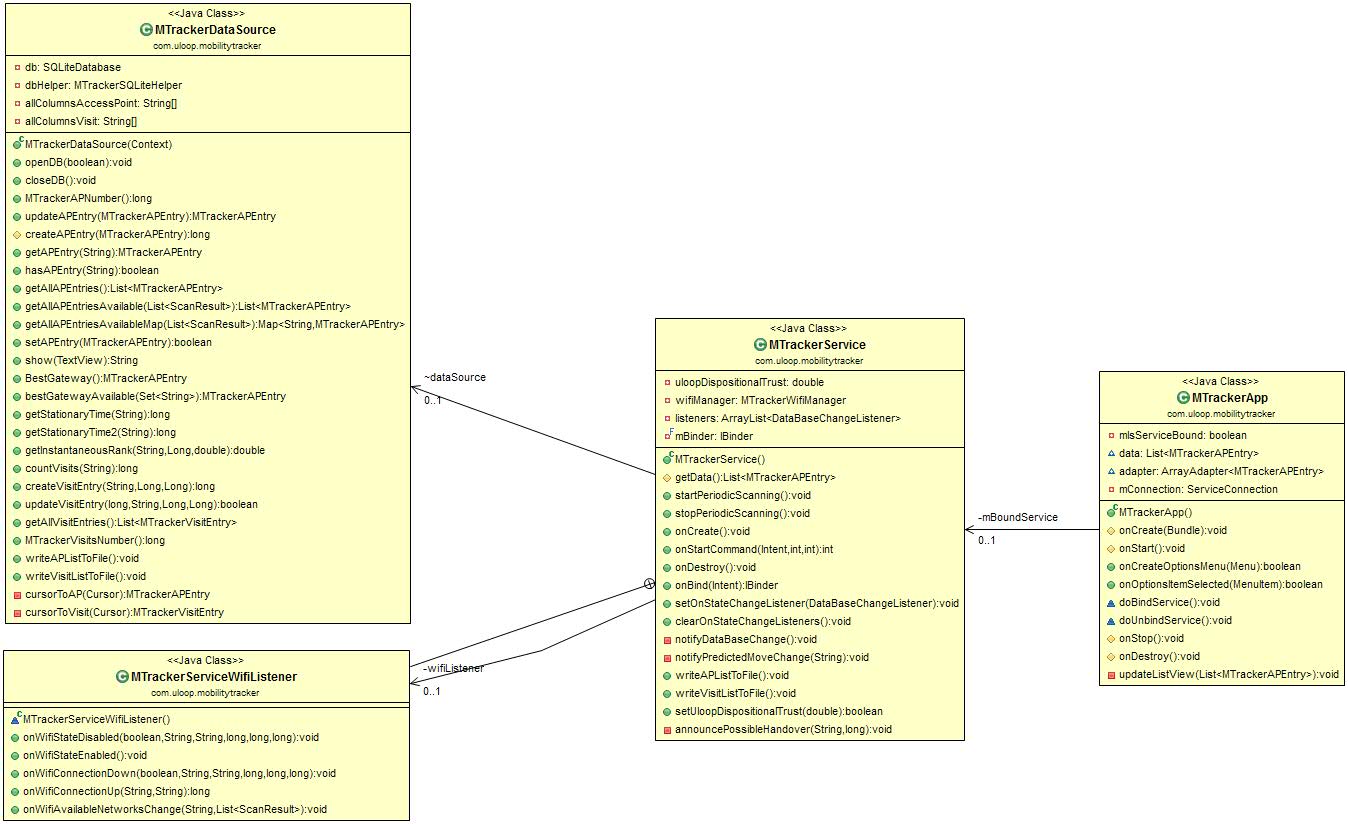 <<Java Class>>
MTrackerDataSource
com.uloop.mobilitytracker
db: SQLiteDatabase
dbHelper: MTrackerSQLiteHelper
allColumnsAccessPoint: String[]
allColumnsVisit: String[]
MTrackerDataSource(Context)
openDB(boolean):void
closeDB():void
MTrackerAPNumber():long
updateAPEntry(MTrackerAPEntry):MTrackerAPEntry
createAPEntry(MTrackerAPEntry):long
getAPEntry(String):MTrackerAPEntry
hasAPEntry(String):boolean
getAllAPEntries():List<MTrackerAPEntry>
getAllAPEntriesAvailable(List<ScanResult>):List<MTrackerAPEntry>
getAllAPEntriesAvailableMap(List<ScanResult>):Map<String,MTrackerAPEntry>
setAPEntry(MTrackerAPEntry):boolean
show(TextView):String
BestGateway():MTrackerAPEntry
bestGatewayAvailable(Set<String>):MTrackerAPEntry
getStationaryTime(String):long
getStationaryTime2(String):long
getInstantaneousRank(String,Long,double):double
countVisits(String):long
createVisitEntry(String,Long,Long):long
updateVisitEntry(long,String,Long,Long):boolean
getAllVisitEntries():List<MTrackerVisitEntry>
MTrackerVisitsNumber():long
writeAPListToFile():void
writeVisitListToFile():void
cursorToAP(Cursor):MTrackerAPEntry
cursorToVisit(Cursor):MTrackerVisitEntry
<<Java Class>>
MTrackerServiceWifiListener
com.uloop.mobilitytracker
MTrackerServiceWifiListener()
onWifiStateDisabled(boolean,String,String,long,long,long):void
onWifiStateEnabled():void
onWifiConnectionDown(boolean,String,String,long,long,long):void
onWifiConnectionUp(String,String):long
onWifiAvailableNetworksChange(String,List<ScanResult>):void
~dataSource
0..1
-wifiListener
0..1
<<Java Class>>
MTrackerService
com.uloop.mobilitytracker
uloopDispositionalTrust: double
wifiManager: MTrackerWifiManager
listeners: ArrayList<DataBaseChangeListener>
mBinder: IBinder
MTrackerService()
getData():List<MTrackerAPEntry>
startPeriodicScanning():void
stopPeriodicScanning():void
onCreate():void
onStartCommand(Intent,int,int):int
onDestroy():void
onBind(Intent):IBinder
setOnStateChangeListener(DataBaseChangeListener):void
clearOnStateChangeListeners():void
notifyDataBaseChange():void
notifyPredictedMoveChange(String):void
writeAPListToFile():void
writeVisitListToFile():void
setUloopDispositionalTrust(double):boolean
announcePossibleHandover(String,long):void
-mBoundService
0..1
<<Java Class>>
MTrackerApp
com.uloop.mobilitytracker
mIsServiceBound: boolean
data: List<MTrackerAPEntry>
adapter: ArrayAdapter<MTrackerAPEntry>
mConnection: ServiceConnection
MTrackerApp()
onCreate(Bundle):void
onStart():void
onCreateOptionsMenu(Menu):boolean
onOptionsItemSelected(MenuItem):boolean
doBindService():void
doUnbindService():void
onStop():void
onDestroy():void
updateListView(List<MTrackerAPEntry>):void